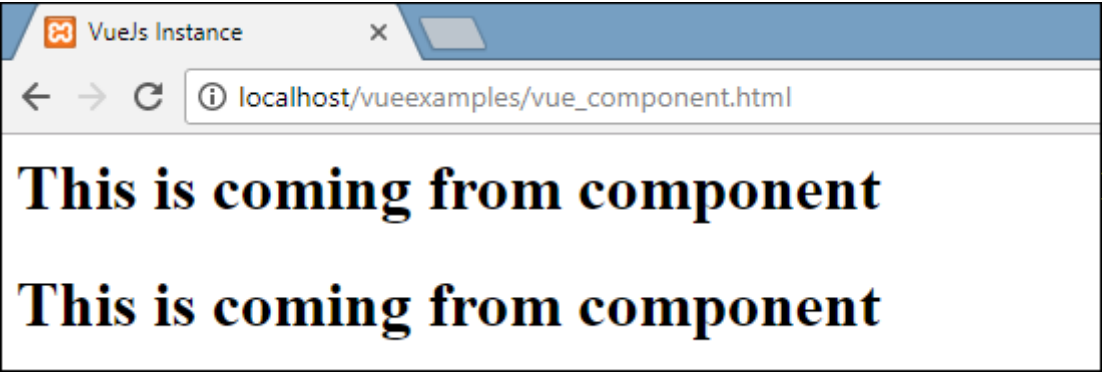 VueJs Instance
localhost/vueexamples/vue_component.html
This is coming from component
This is coming from component